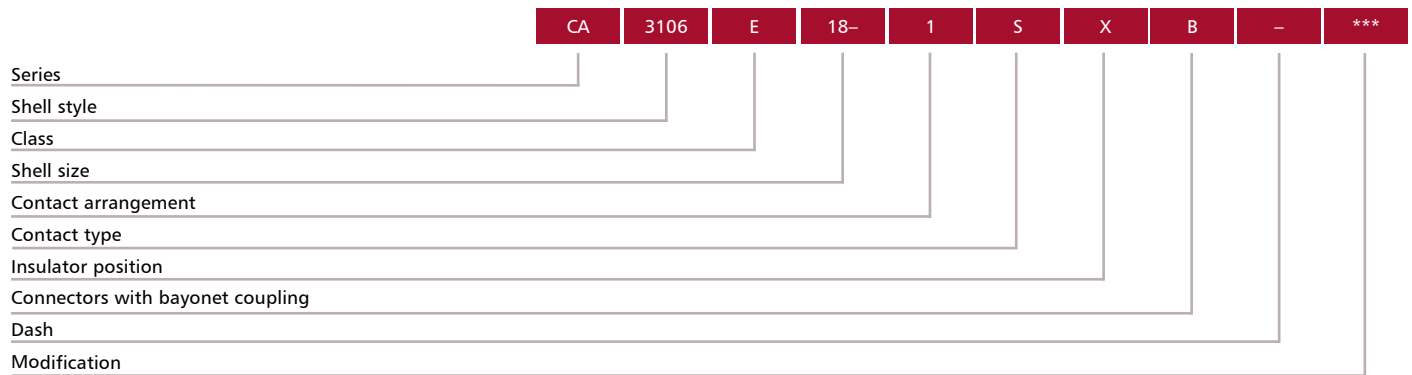 CA 3106 E 18– 1 S X B – ***
Series
Shell style
Class
Shell size
Contact arrangement
Contact type
Insulator position
Connectors with bayonet coupling
Dash
Modification